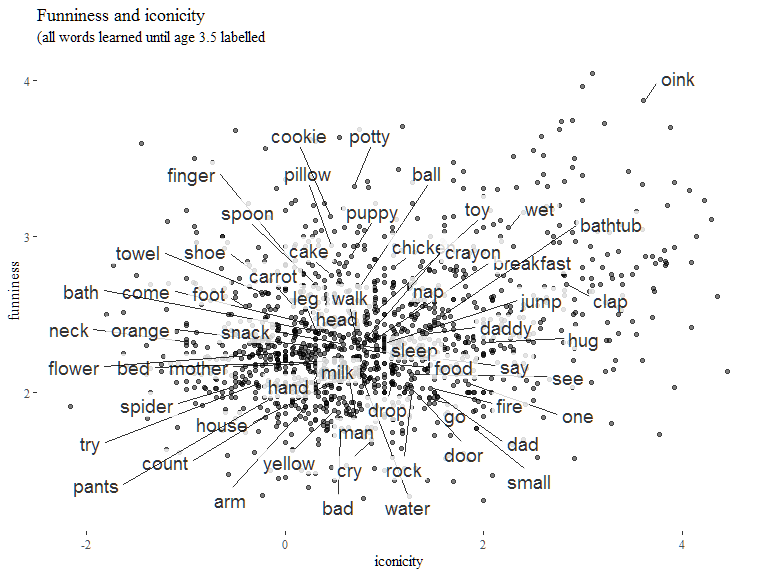 Funniness and iconicity
(all words learned until age 3.5 labelled
4
oink
cookie potty
finger pillow ball
spoon puppy toy wet
bathtub
3
towel shoe cake chicke crayon
breakfast
carrot
bath come foot leg walk nap jump clap
head
neck orange snack daddy
hug
sleep
flower bed mother milk food say
see
2
hand
spider drop fire
house go one
try man dad
count yellow cry rock door
pants small
arm bad water
funniness
-2 0 2 4
iconicity